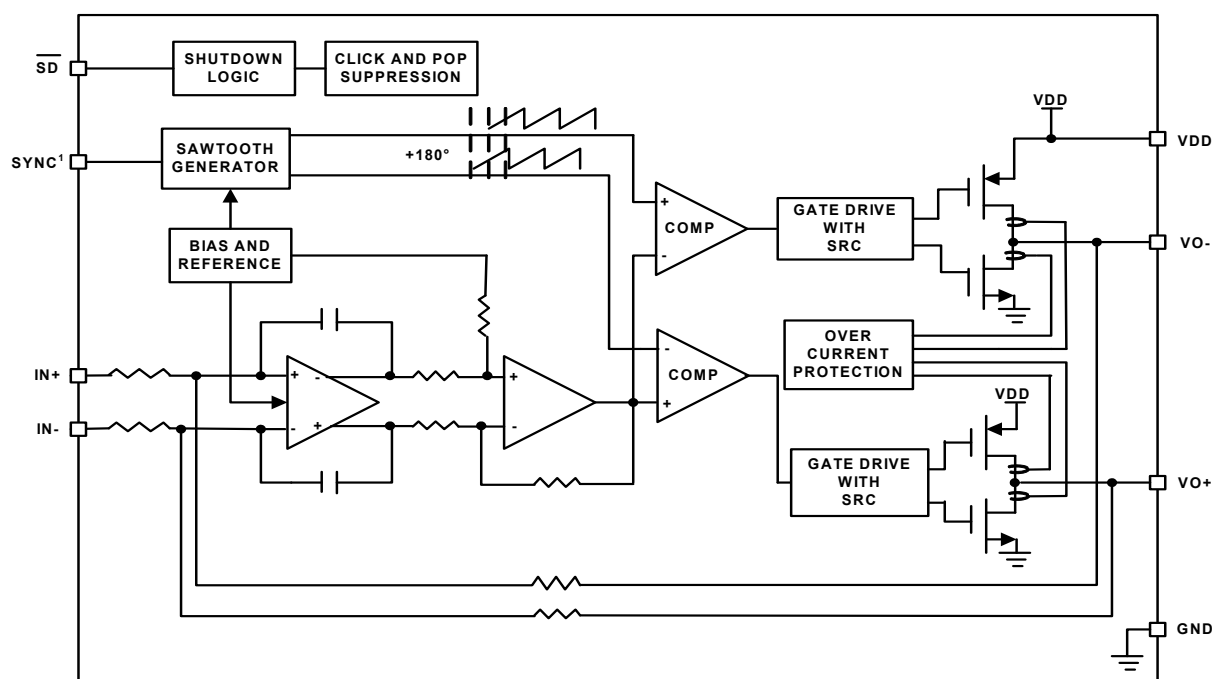 SD
SHUTDOWN
LOGIC
CLICK AND POP
SUPPRESSION
VDD
VDD
SYNC¹
SAWTOOTH
GENERATOR
+180°
+
COMP
-
GATE DRIVE
WITH
SRC
VO-
BIAS AND
REFERENCE
-
COMP
+
OVER
CURRENT
PROTECTION
IN+
+ -
+
VDD
IN-
- +
-
GATE DRIVE
WITH
SRC
VO+
GND